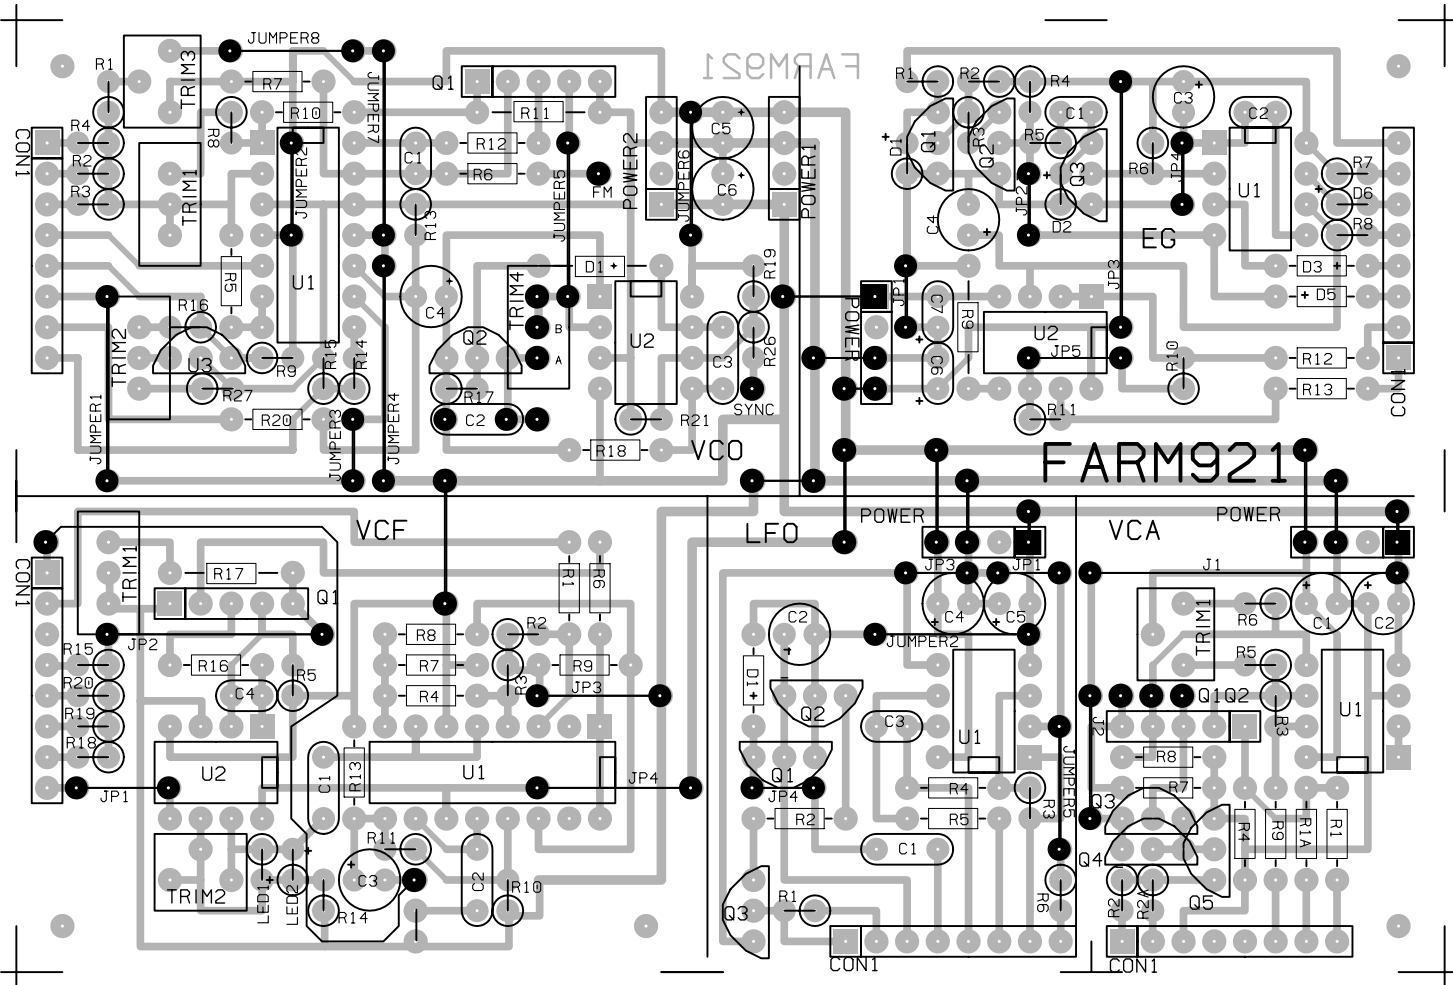 JUMPER8
FARM921
R1
TRIM3
R7
Q1
R1
R2
R4
R10
JUMPER7
R11
C5
C3
C1
C2
R4
CON1
R8
R2
JUMPER2
C1
R12
POWER2
JUMPER6
POWER1
D1
Q1
R3
Q2
R5
Q3
R6
JP4
R7
R3
TRIM1
R6
FM
C6
JP2
U1
D6
R13
JUMPER5
C4
D2
EG
R8
R5
U1
D1
R19
JP3
D3
C4
TRIM4
POWER
JP1
C7
R9
D5
R16
B
U2
TRIM2
U3
Q2
A
U2
C3
R26
JP5
R10
R12
R9
R15
R14
C6
R27
R17
SYNC
R13
CON1
R20
JUMPER3
C2
R21
R11
JUMPER1
JUMPER4
R18
VCO
FARM921
VCF
LFO
POWER
VCA
POWER
TRIM1
CON1
R17
Q1
R1
R6
JP3
JP1
J1
C4
C5
TRIM1
R6
C1
C2
JP2
R8
R2
C2
JUMPER2
R15
R16
R5
R7
R3
R9
R5
R20
C4
R4
JP3
D1
Q1Q2
R19
Q2
C3
J2
R3
U1
R18
U1
U2
C1
R13
U1
JP4
Q1
JUMPER5
R8
JP1
JP4
R4
R3
R7
Q3
R2
R5
R4
R9
R1A
R1
R11
C1
Q4
TRIM2
LED1
LED2
C3
C2
R10
R14
Q3
R1
R6
R2
R2A
Q5
CON1
CON1